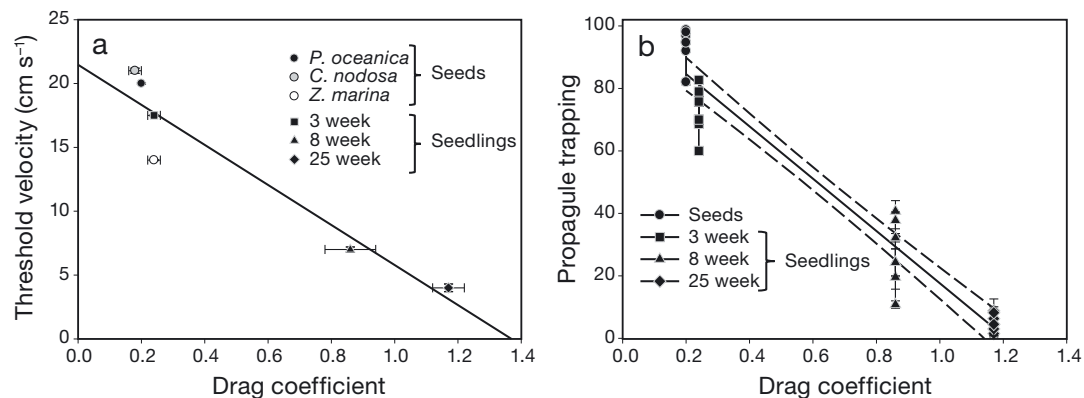 a
Threshold velocity (cm s⁻¹)
25
20
15
10
5
0
P. oceanica
C. nodosa
Z. marina
Seeds
3 week
8 week
25 week
Seedlings
0.0 0.2 0.4 0.6 0.8 1.0 1.2 1.4
Drag coefficient
b
Propagule trapping
100
80
60
40
20
0
Seeds
3 week
8 week
25 week
Seedlings
0.0 0.2 0.4 0.6 0.8 1.0 1.2 1.4
Drag coefficient